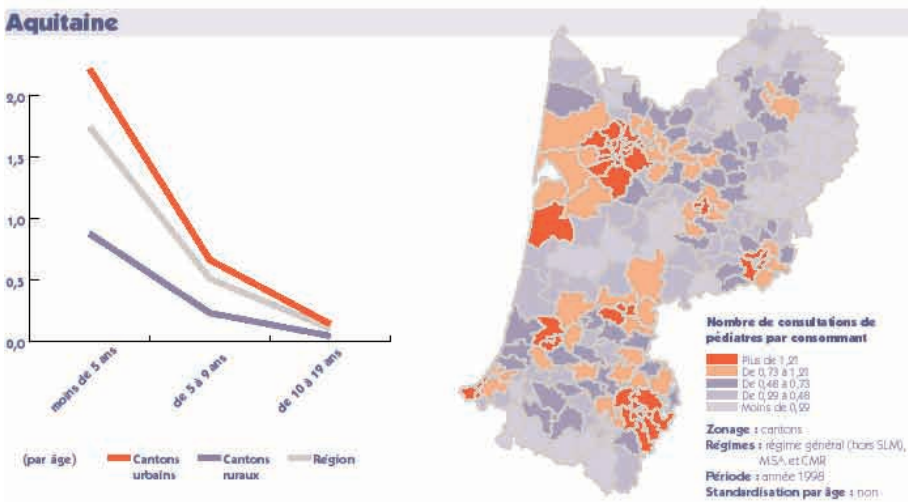 Aquitaine
2,0
1,5
1,0
0,5
0,0
moins de 5 ans
de 5 à 9 ans
de 10 à 19 ans
(par âge)
Cantons urbains
Cantons ruraux
Région
Nombre de consultations de
pédiatres par consommant
Plus de 1,21
De 0,73 à 1,21
De 0,48 à 0,73
De 0,29 à 0,48
Moins de 0,29
Zonage : cantons
Régimes : régime général (hors SLM),
MSA et CMR
Période : année 1998
Standardisation par âge : non